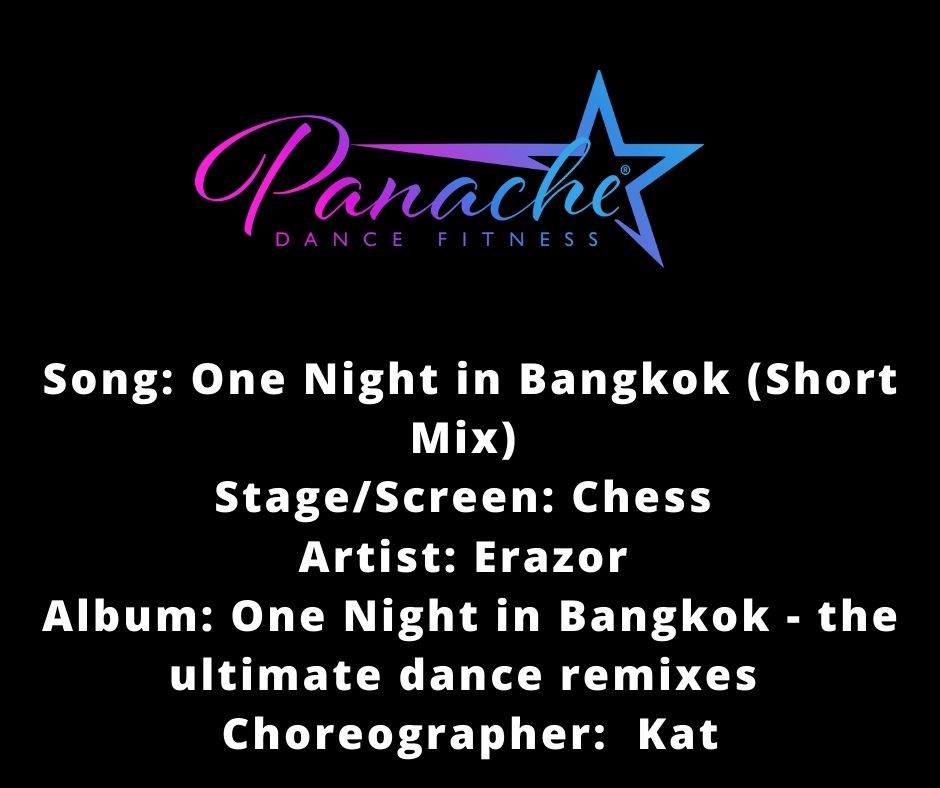 Panache®
DANCE FITNESS
Song: One Night in Bangkok (Short
Mix)
Stage/Screen: Chess
Artist: Erazor
Album: One Night in Bangkok - the
ultimate dance remixes
Choreographer:  Kat